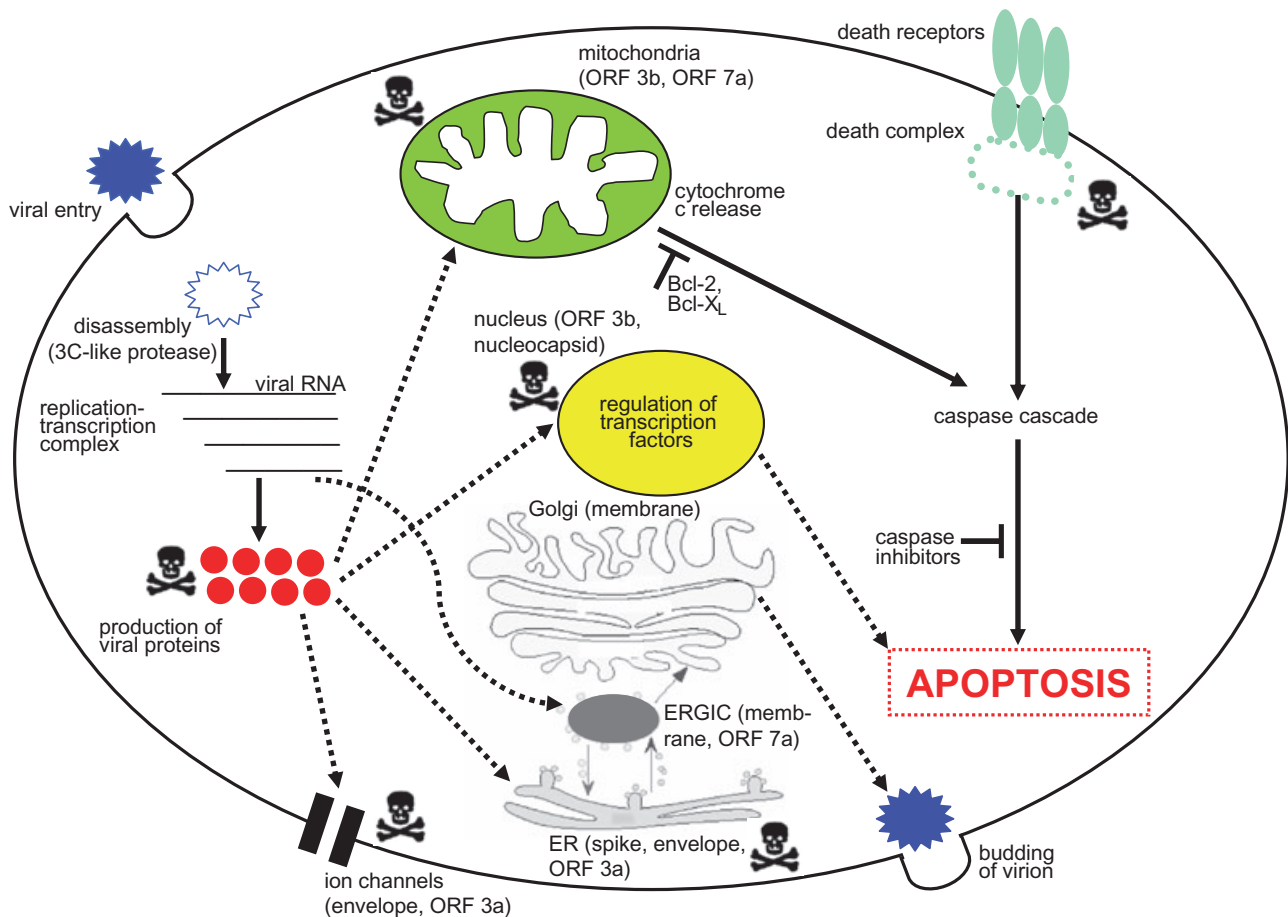 death receptors
mitochondria
(ORF 3b, ORF 7a)
death complex
cytochrome
c release
viral entry
Bcl-2,
Bcl-XL
disassembly
(3C-like protease)
nucleus (ORF 3b,
nucleocapsid)
viral RNA
replication-
transcription
complex
regulation of
transcription
factors
caspase cascade
Golgi (membrane)
caspase
inhibitors
production of
viral proteins
APOPTOSIS
ERGIC (memb-
rane, ORF 7a)
ER (spike, envelope,
ORF 3a)
budding
of virion
ion channels
(envelope, ORF 3a)